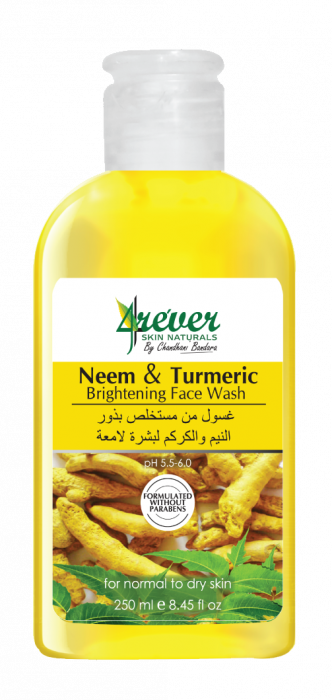 4rever
SKIN NATURALS
By Chandhani Bandara
Neem & Turmeric
Brightening Face Wash
غسول من مستخلص بذور
النيم والكركم لبشرة لامعة
pH 5.5-6.0
FORMULATED
WITHOUT
PARABENS
for normal to dry skin
250 ml e 8.45 fl oz